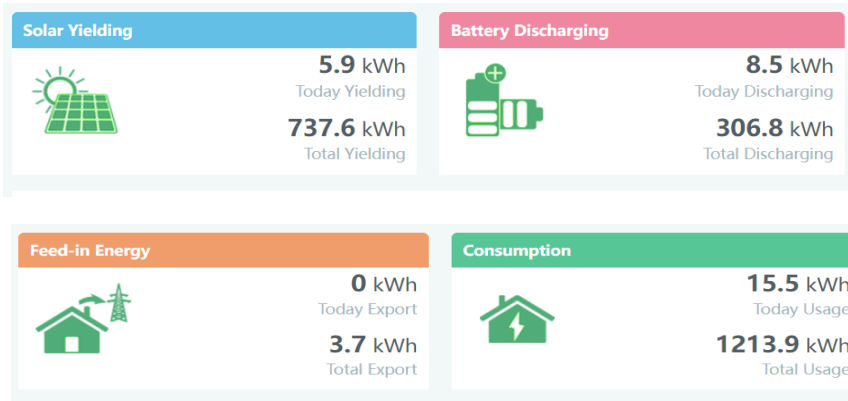 Solar Yielding
5.9 kWh
Today Yielding
737.6 kWh
Total Yielding
Battery Discharging
8.5 kWh
Today Discharging
306.8 kWh
Total Discharging
Feed-in Energy
0 kWh
Today Export
3.7 kWh
Total Export
Consumption
15.5 kWh
Today Usage
1213.9 kWh
Total Usage